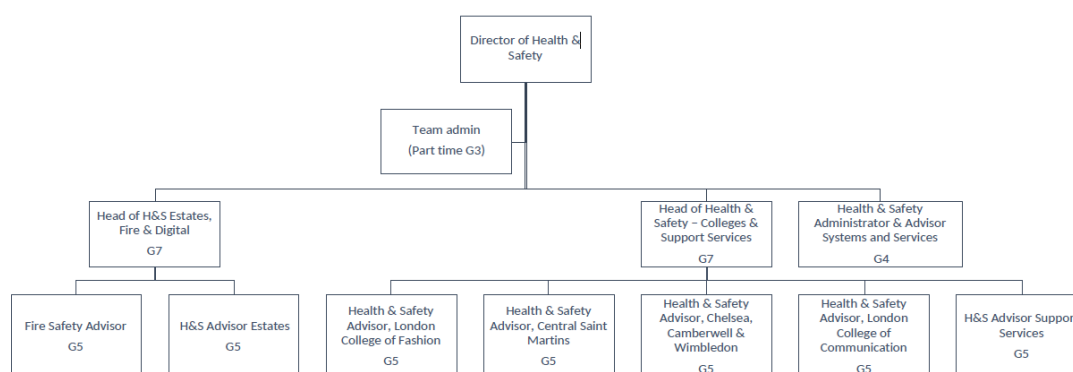 Director of Health &
Safety
Team admin
(Part time G3)
Head of H&S Estates,
Fire & Digital
G7
Head of Health &
Safety – Colleges &
Support Services
G7
Health & Safety
Administrator & Advisor
Systems and Services
G4
Fire Safety Advisor
G5
H&S Advisor Estates
G5
Health & Safety
Advisor, London
College of Fashion
G5
Health & Safety
Advisor, Central Saint
Martins
G5
Health & Safety
Advisor, Chelsea,
Camberwell &
Wimbledon
G5
Health & Safety
Advisor, London
College of
Communication
G5
H&S Advisor Support
Services
G5